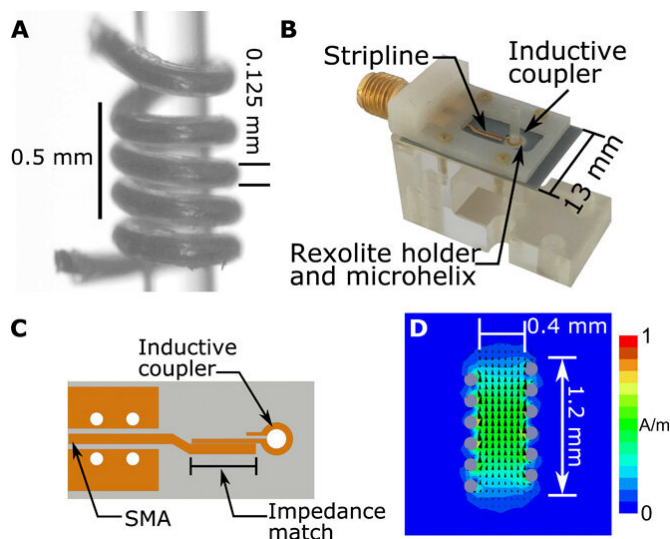 A
0.5 mm
0.125 mm
B
Stripline
Inductive
coupler
13 mm
Rexolite holder
and microhelix
C
Inductive
coupler
SMA
Impedance
match
D
0.4 mm
1.2 mm
1
A/m
0